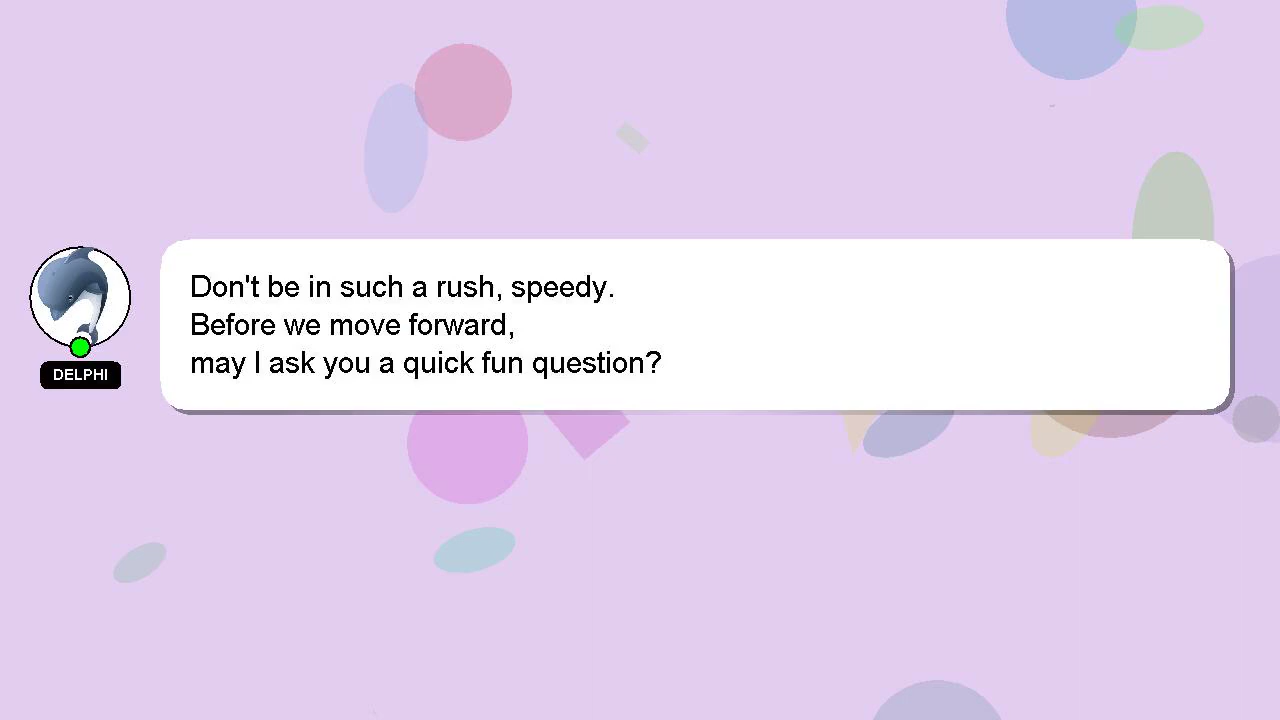 Don't be in such a rush, speedy.
Before we move forward,
may I ask you a quick fun question?
DELPHI